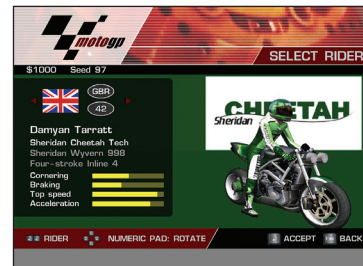 motogp
SELECT RIDER
$1000 Seed 97
GBR
42
Damyan Tarratt
Sheridan Cheetah Tech
Sheridan Wyvern 998
Four-stroke Inline 4
Cornering
Braking
Top speed
Acceleration
CHEETAH
Sheridan
RIDER
NUMERIC PAD: ROTATE
ACCEPT
BACK